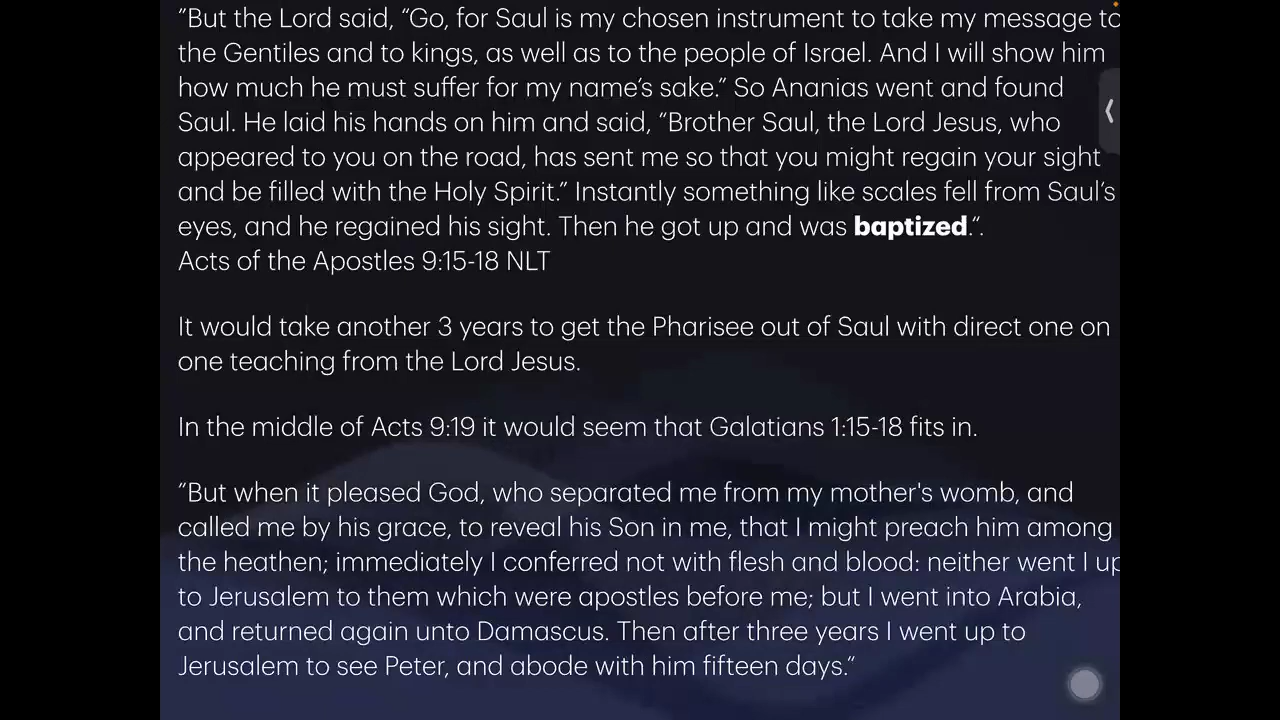 “But the Lord said, “Go, for Saul is my chosen instrument to take my message to
the Gentiles and to kings, as well as to the people of Israel. And I will show him
how much he must suffer for my name’s sake.” So Ananias went and found
Saul. He laid his hands on him and said, “Brother Saul, the Lord Jesus, who
appeared to you on the road, has sent me so that you might regain your sight
and be filled with the Holy Spirit.” Instantly something like scales fell from Saul’s
eyes, and he regained his sight. Then he got up and was baptized.“.
Acts of the Apostles 9:15-18 NLT
It would take another 3 years to get the Pharisee out of Saul with direct one on
one teaching from the Lord Jesus.
In the middle of Acts 9:19 it would seem that Galatians 1:15-18 fits in.
“But when it pleased God, who separated me from my mother's womb, and
called me by his grace, to reveal his Son in me, that I might preach him among
the heathen; immediately I conferred not with flesh and blood: neither went I up
to Jerusalem to them which were apostles before me; but I went into Arabia,
and returned again unto Damascus. Then after three years I went up to
Jerusalem to see Peter, and abode with him fifteen days.“